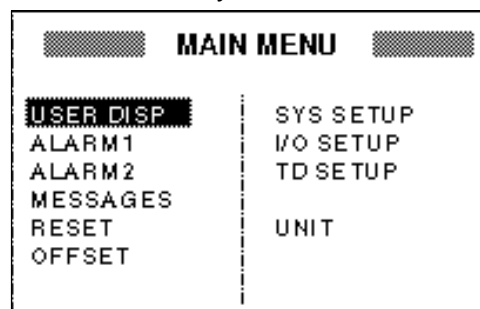 MAIN MENU
USER DISP
ALARM1
ALARM2
MESSAGES
RESET
OFFSET
SYS SETUP
I/O SETUP
TD SETUP
UNIT